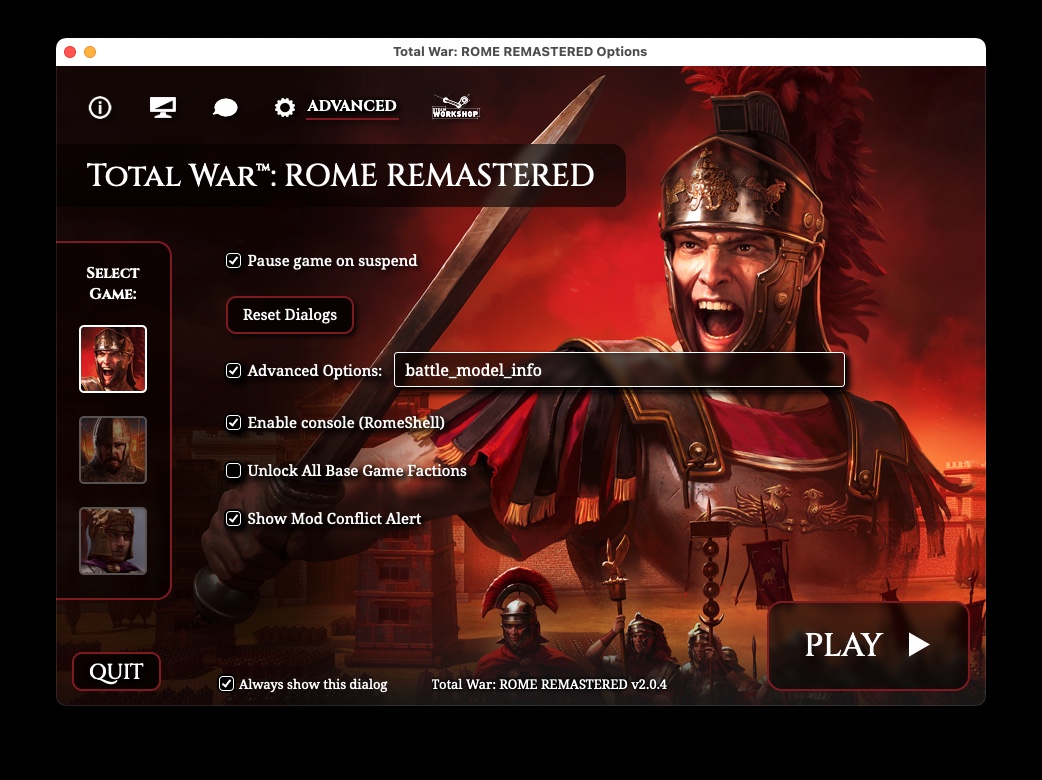 Total War: ROME REMASTERED Options
ADVANCED
STEAM WORKSHOP
TOTAL WAR™: ROME REMASTERED
SELECT
GAME:
Pause game on suspend
Reset Dialogs
Advanced Options: battle_model_info
Enable console (RomeShell)
Unlock All Base Game Factions
Show Mod Conflict Alert
PLAY
QUIT
Always show this dialog
Total War: ROME REMASTERED v2.0.4